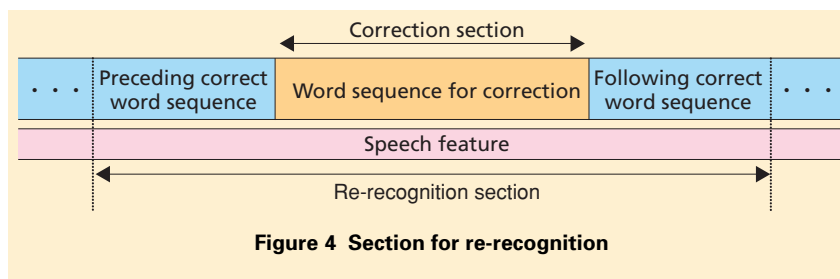 Correction section
· · ·
Preceding correct
word sequence
Word sequence for correction
Following correct
word sequence
· · ·
Speech feature
Re-recognition section
Figure 4 Section for re-recognition